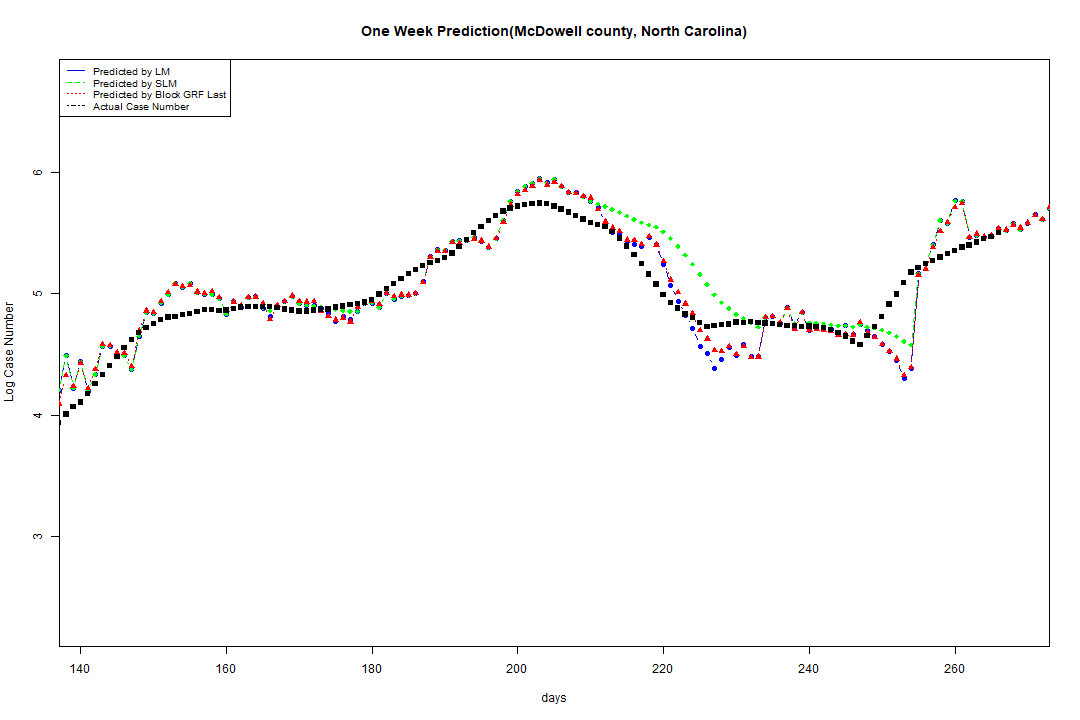 One Week Prediction(McDowell county, North Carolina)
Predicted by LM
Predicted by SLM
Predicted by Block GRF Last
Actual Case Number
Log Case Number
6
5
4
3
140 160 180 200 220 240 260
days